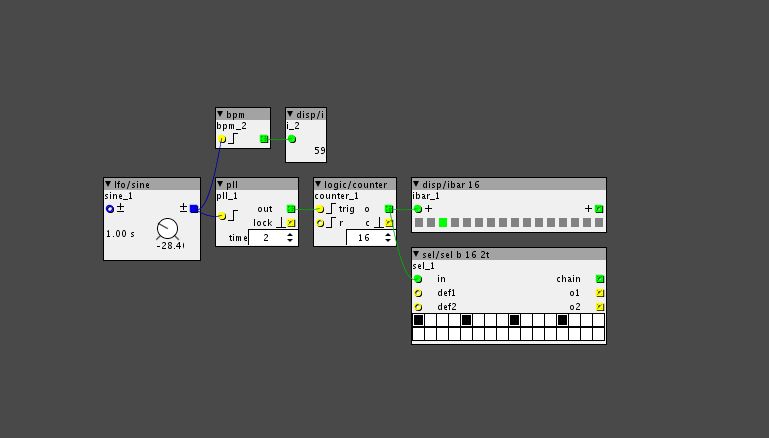 ▼ bpm
bpm_2
▼ disp/i
i_2
59
▼ lfo/sine
sine_1
± ±
1.00 s
-28.4(
▼ pll
pll_1
out
lock
time 2
▼ logic/counter
counter_1
trig o
r c
16
▼ disp/ibar 16
ibar_1
+ +
▼ sel/sel b 16 2t
sel_1
in chain
def1 o1
def2 o2